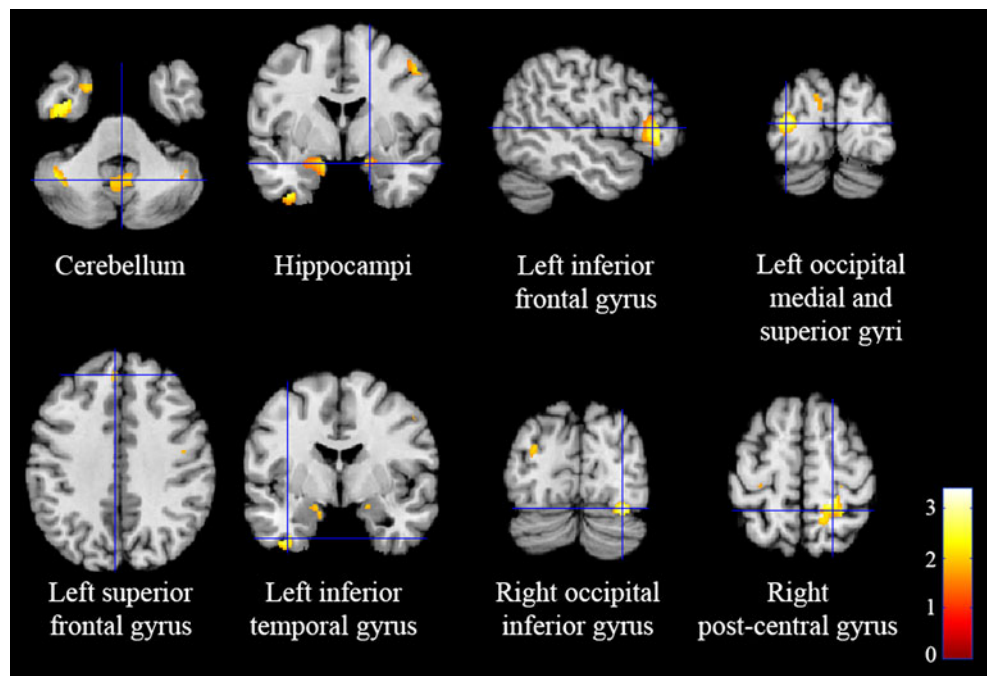 Cerebellum
Hippocampi
Left inferior
frontal gyrus
Left occipital
medial and
superior gyri
Left superior
frontal gyrus
Left inferior
temporal gyrus
Right occipital
inferior gyrus
Right
post-central gyrus
3
2
1
0